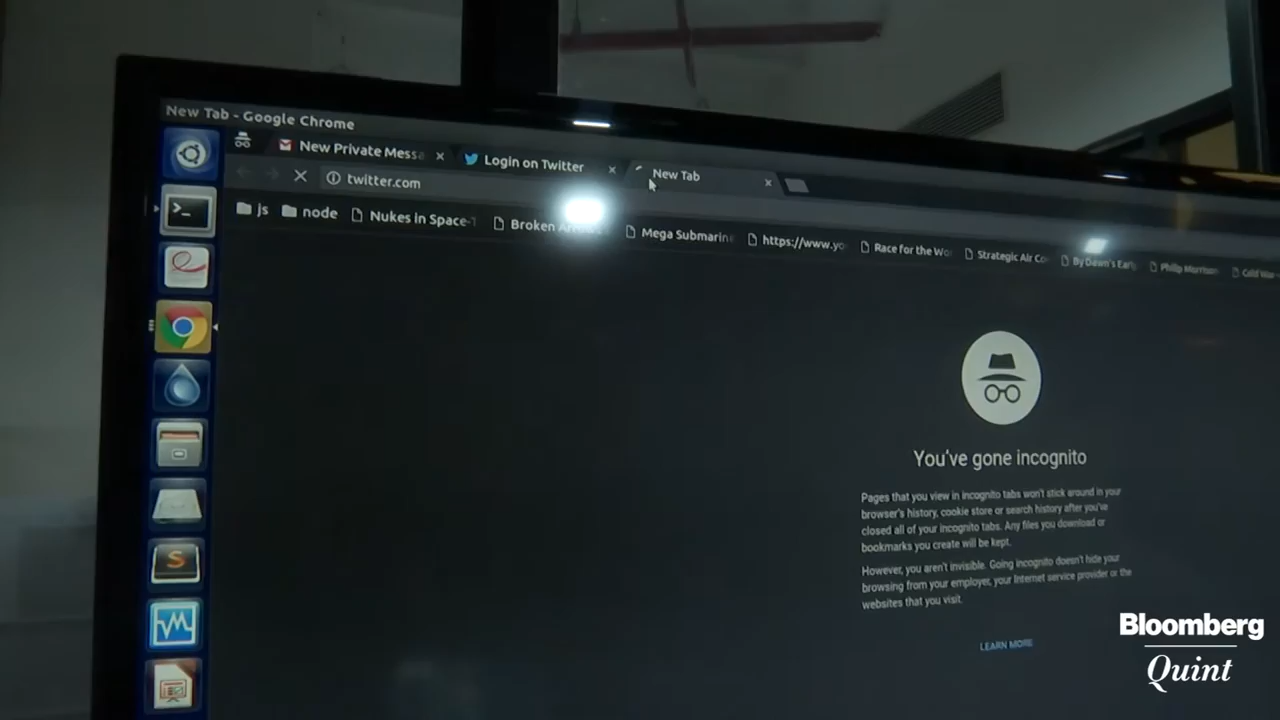 New Tab - Google Chrome
New Private Messa
Login on Twitter
New Tab
twitter.com
js
node
Nukes in Space-
Broken
Mega Submarin
https://www.yo
Race for the Wo
Strategic Air Co
By Dawn's Earl
Philip Morrison
Cold War
You've gone incognito
Pages that you view in incognito tabs won't stick around in your
browser's history, cookie store or search history after you've
closed all of your incognito tabs. Any files you download or
bookmarks you create will be kept.
However, you aren't invisible. Going incognito doesn't hide your
browsing from your employer, your Internet service provider or the
websites that you visit.
LEARN MORE
Bloomberg
Quint